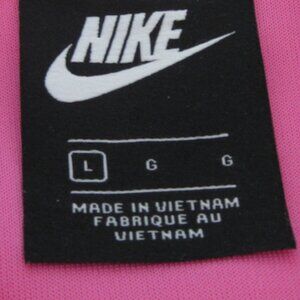 NIKE
L G G
MADE IN VIETNAM
FABRIQUE AU
VIETNAM